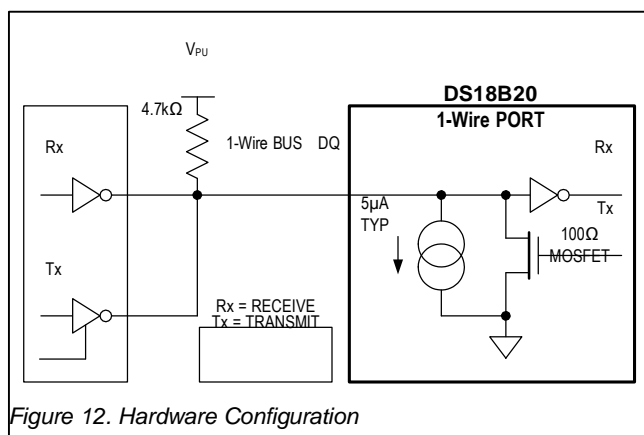 V_PU
DS18B20
1-Wire PORT
4.7kΩ
Rx
1-Wire BUS DQ
Rx
5µA
TYP
Tx
100Ω
MOSFET
Tx
Rx = RECEIVE
Tx = TRANSMIT
Figure 12. Hardware Configuration